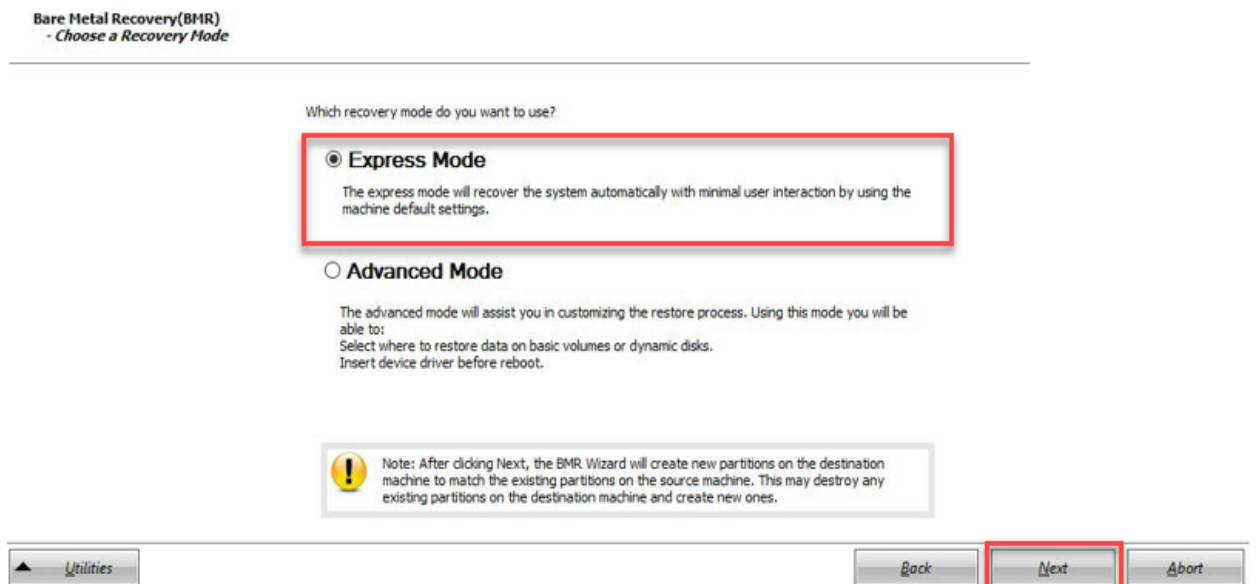 Bare Metal Recovery(BMR)
- Choose a Recovery Mode
Which recovery mode do you want to use?
Express Mode
The express mode will recover the system automatically with minimal user interaction by using the
machine default settings.
Advanced Mode
The advanced mode will assist you in customizing the restore process. Using this mode you will be
able to:
Select where to restore data on basic volumes or dynamic disks.
Insert device driver before reboot.
Note: After clicking Next, the BMR Wizard will create new partitions on the destination
machine to match the existing partitions on the source machine. This may destroy any
existing partitions on the destination machine and create new ones.
Utilities
Back
Next
Abort